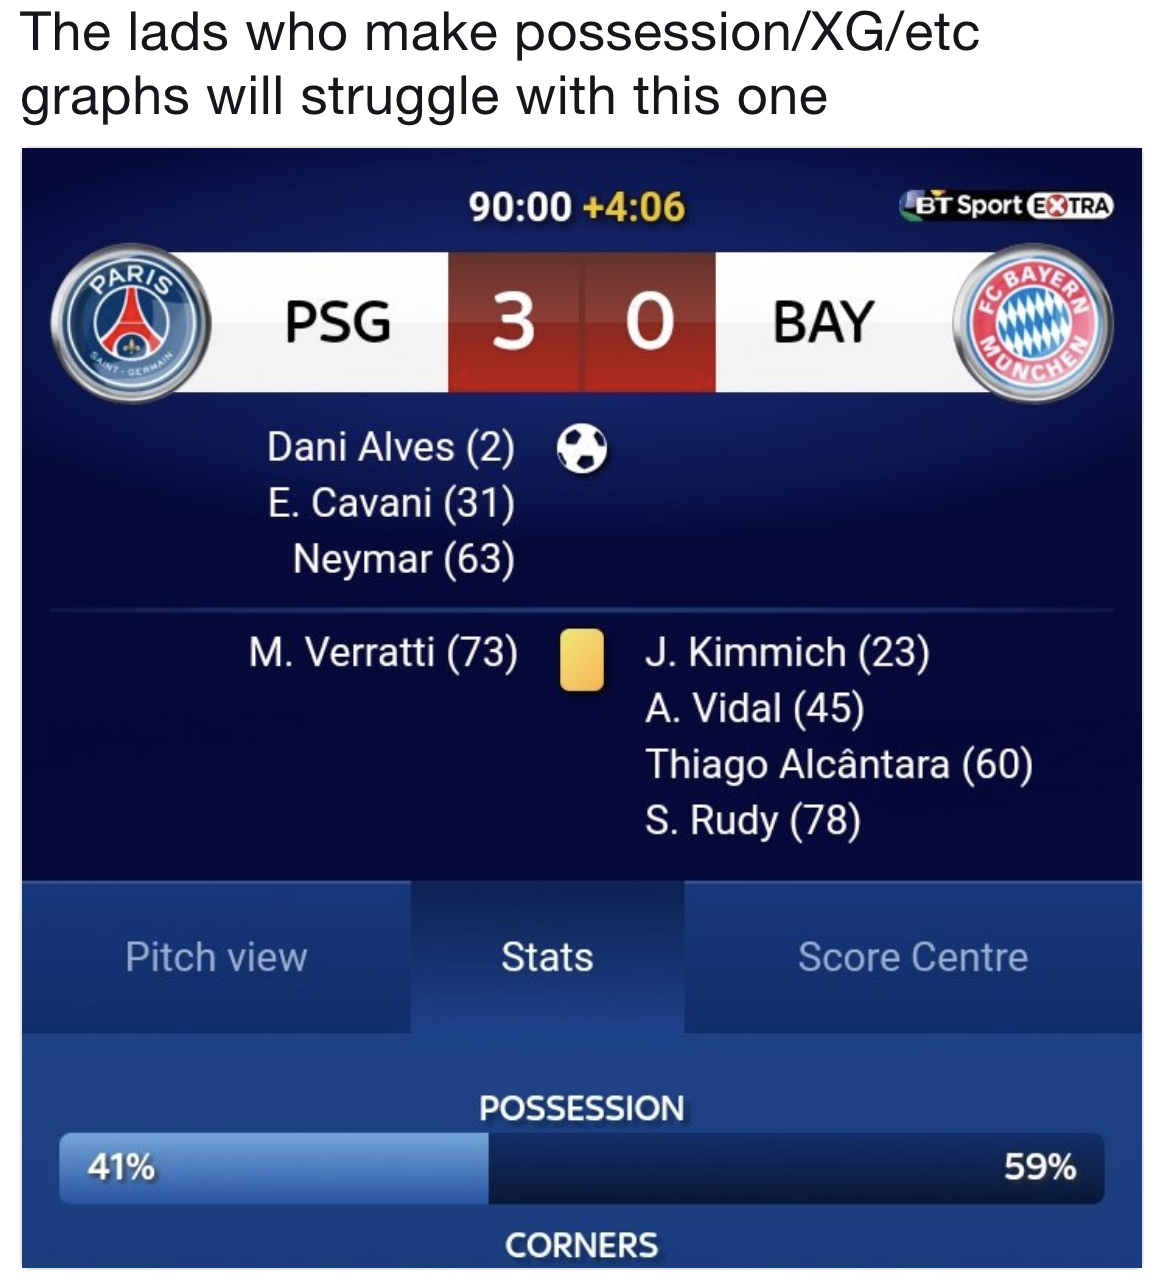 The lads who make possession/XG/etc
graphs will struggle with this one
90:00 +4:06
BT Sport EXTRA
PARIS
SAINT-GERMAIN
PSG
3 0
BAY
FC BAYERN
MÜNCHEN
Dani Alves (2)
E. Cavani (31)
Neymar (63)
M. Verratti (73)
J. Kimmich (23)
A. Vidal (45)
Thiago Alcântara (60)
S. Rudy (78)
Pitch view
Stats
Score Centre
POSSESSION
41%
59%
CORNERS